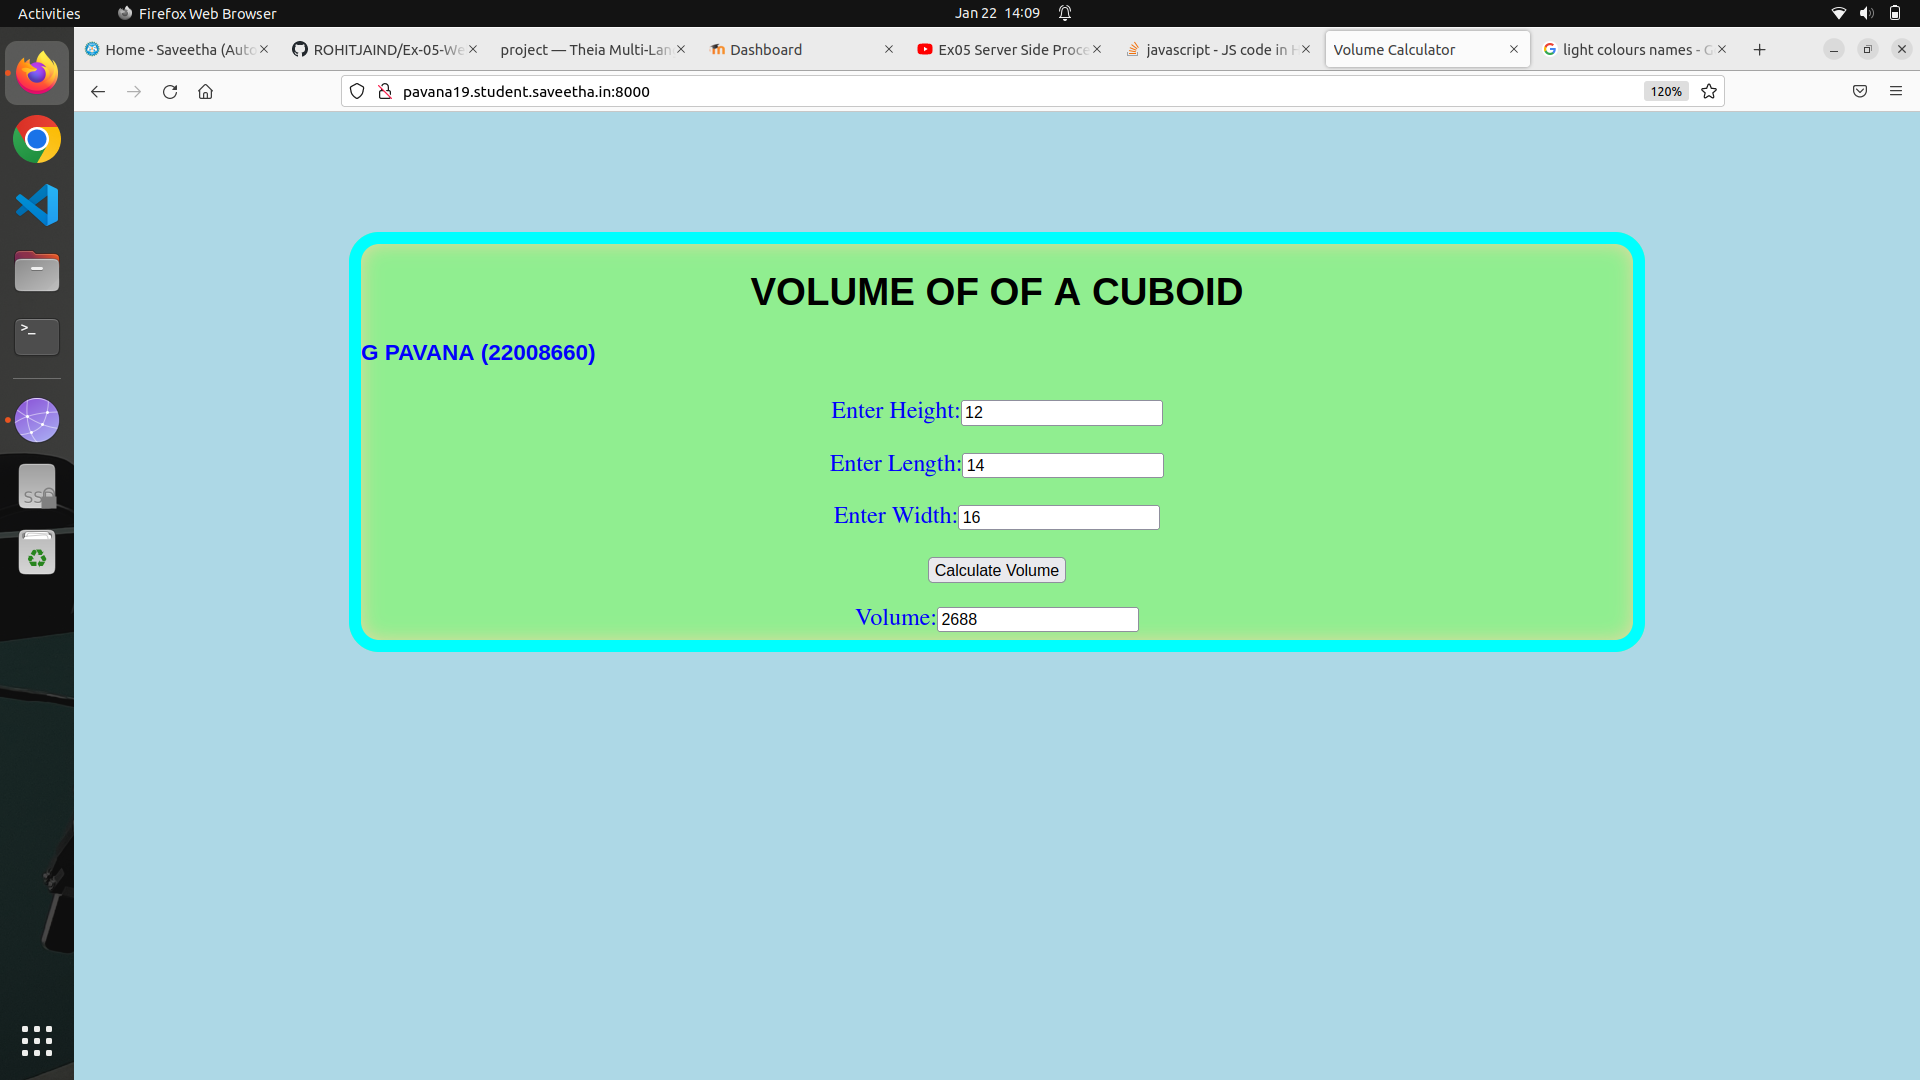 Activities
Firefox Web Browser
Jan 22 14:09
Home - Saveetha (Auto
ROHITJAIND/Ex-05-We
project — Theia Multi-Lan
Dashboard
Ex05 Server Side Proce
javascript - JS code in H
Volume Calculator
light colours names - G
pavana19.student.saveetha.in:8000
120%
VOLUME OF OF A CUBOID
G PAVANA (22008660)
Enter Height:12
Enter Length:14
Enter Width:16
Calculate Volume
Volume:2688
>_
SSD